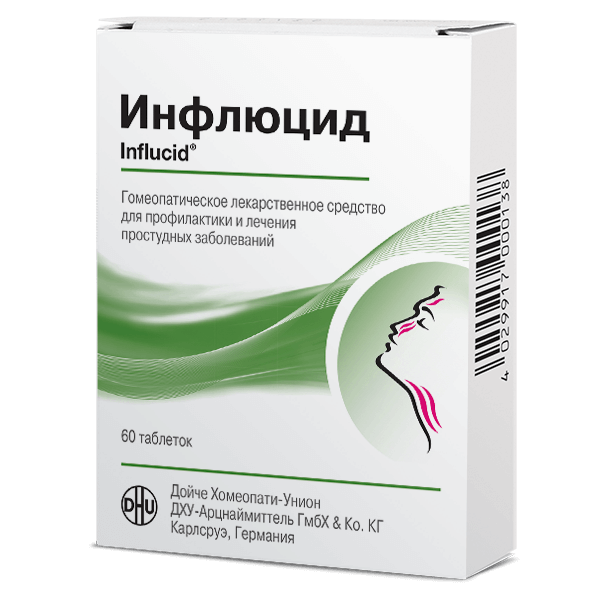 Инфлюцид
Influcid®
Гомеопатическое лекарственное средство
для профилактики и лечения
простудных заболеваний
4 029917 000138
60 таблеток
DHU
Дойче Хомеопати-Унион
ДХУ-Арцнаймиттель ГмбХ & Ко. КГ
Карлсруэ, Германия